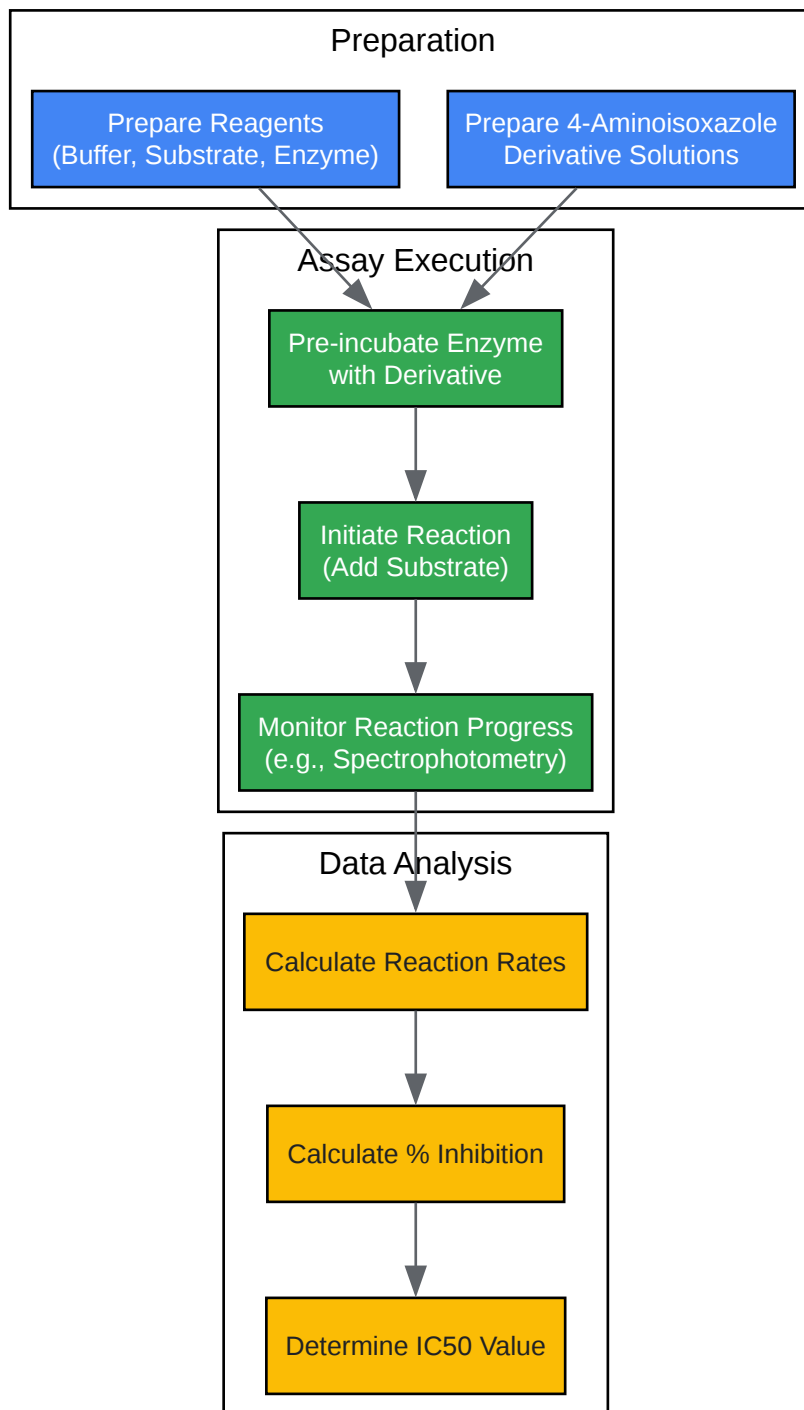 Preparation
Prepare Reagents
(Buffer, Substrate, Enzyme)
Prepare 4-Aminoisoxazole
Derivative Solutions
Assay Execution
Pre-incubate Enzyme
with Derivative
Initiate Reaction
(Add Substrate)
Monitor Reaction Progress
(e.g., Spectrophotometry)
Data Analysis
Calculate Reaction Rates
Calculate % Inhibition
Determine IC50 Value